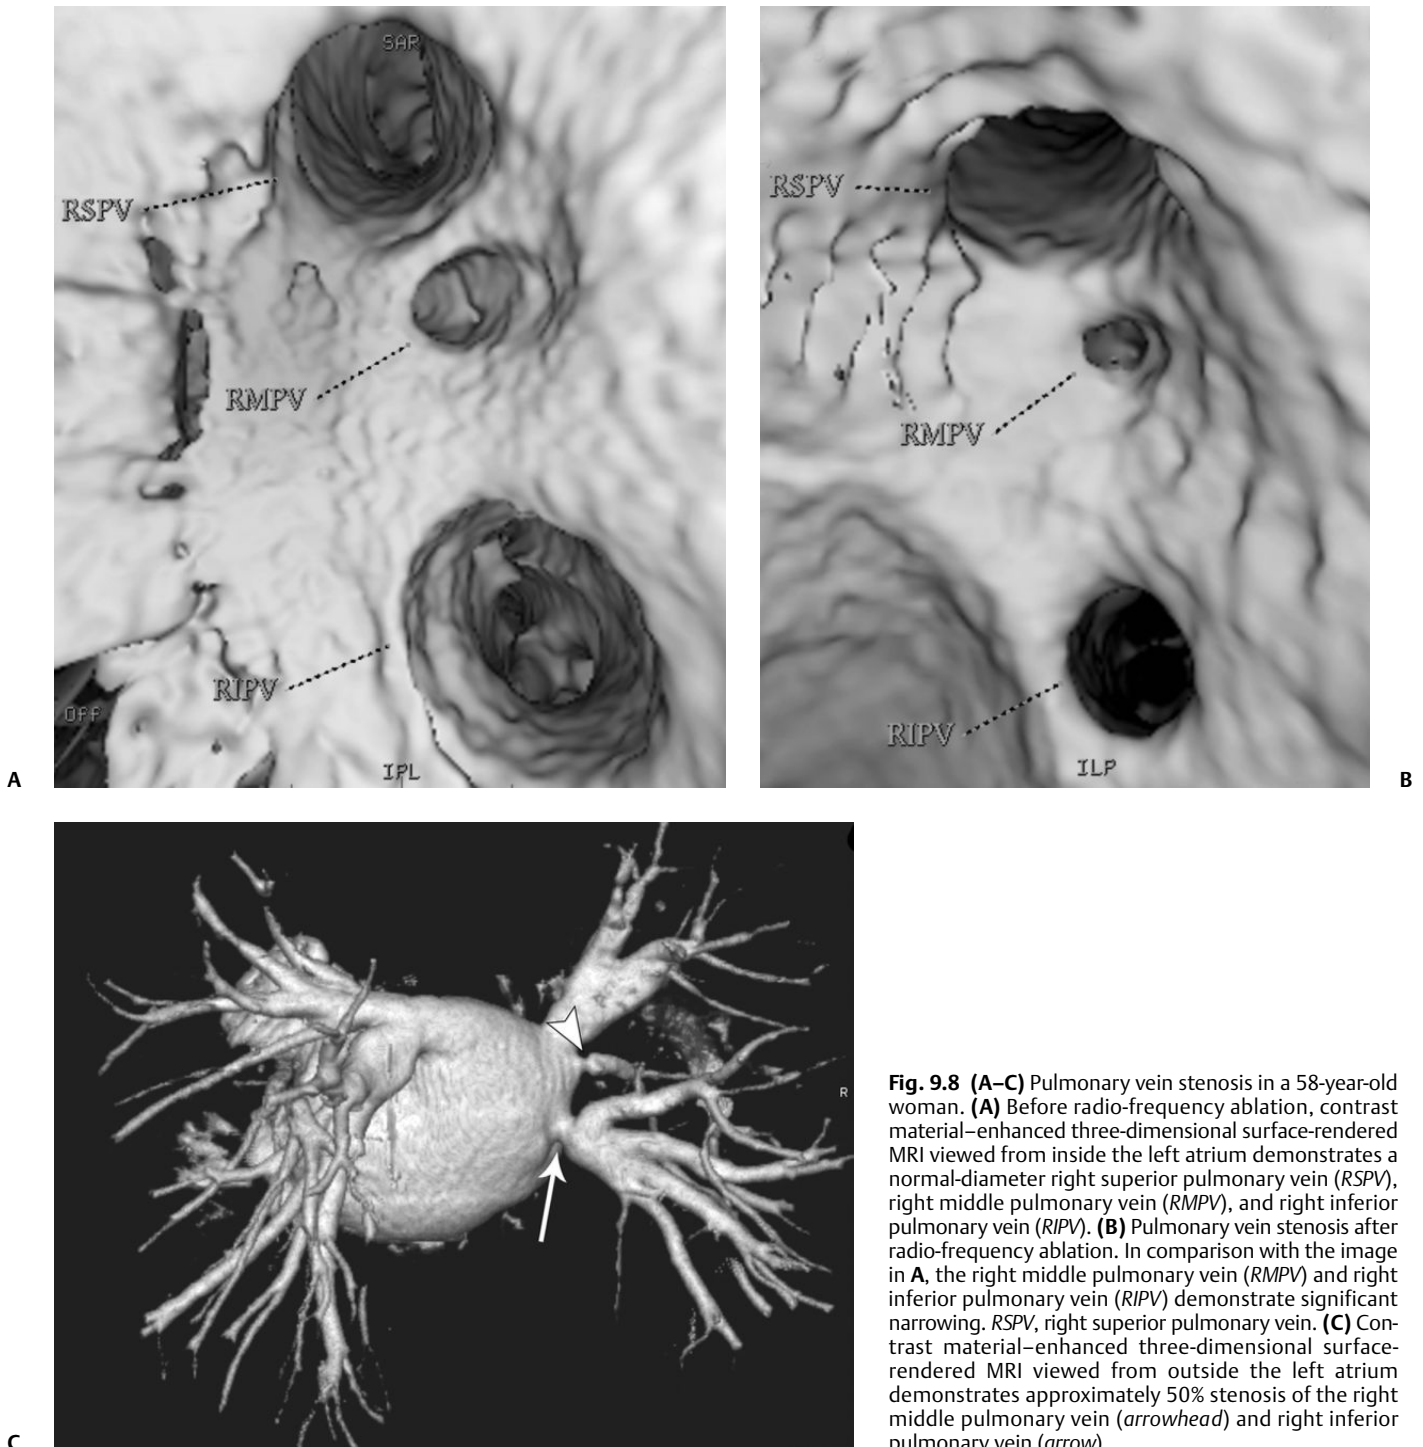 SAR
RSPV
RMPV
RIPV
Off
IPL
A
RSPV
RMPV
RIPV
ILP
B
R
C
Fig. 9.8 (A–C) Pulmonary vein stenosis in a 58-year-old
woman. (A) Before radio-frequency ablation, contrast
material–enhanced three-dimensional surface-rendered
MRI viewed from inside the left atrium demonstrates a
normal-diameter right superior pulmonary vein (RSPV),
right middle pulmonary vein (RMPV), and right inferior
pulmonary vein (RIPV). (B) Pulmonary vein stenosis after
radio-frequency ablation. In comparison with the image
in A, the right middle pulmonary vein (RMPV) and right
inferior pulmonary vein (RIPV) demonstrate significant
narrowing. RSPV, right superior pulmonary vein. (C) Con-
trast material–enhanced three-dimensional surface-
rendered MRI viewed from outside the left atrium
demonstrates approximately 50% stenosis of the right
middle pulmonary vein (arrowhead) and right inferior
pulmonary vein (arrow)